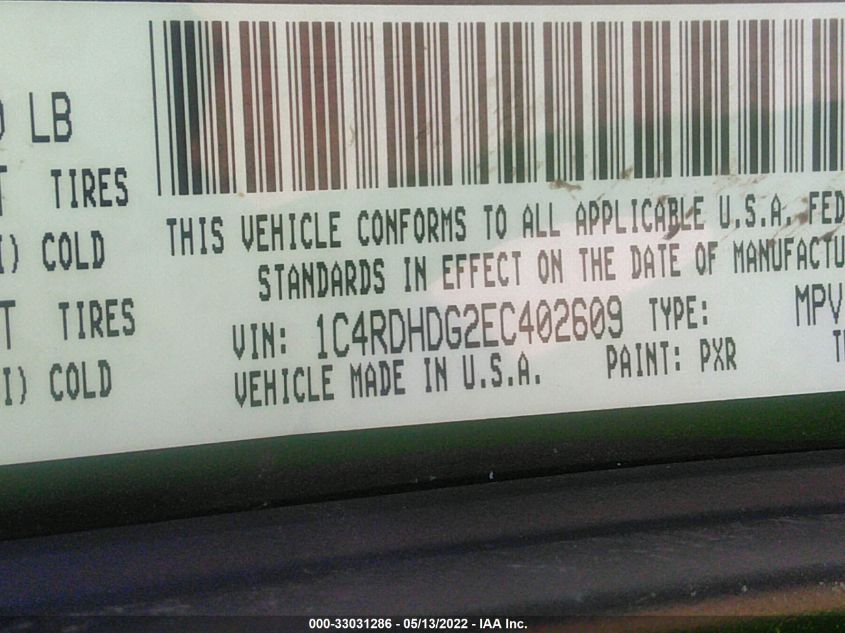 LB
TIRES
COLD
TIRES
COLD
THIS VEHICLE CONFORMS TO ALL APPLICABLE U.S.A. FED
STANDARDS IN EFFECT ON THE DATE OF MANUFACTU
VIN: 1C4RDHDG2EC402609 TYPE: MPV
VEHICLE MADE IN U.S.A. PAINT: PXR
000-33031286 - 05/13/2022 - IAA Inc.